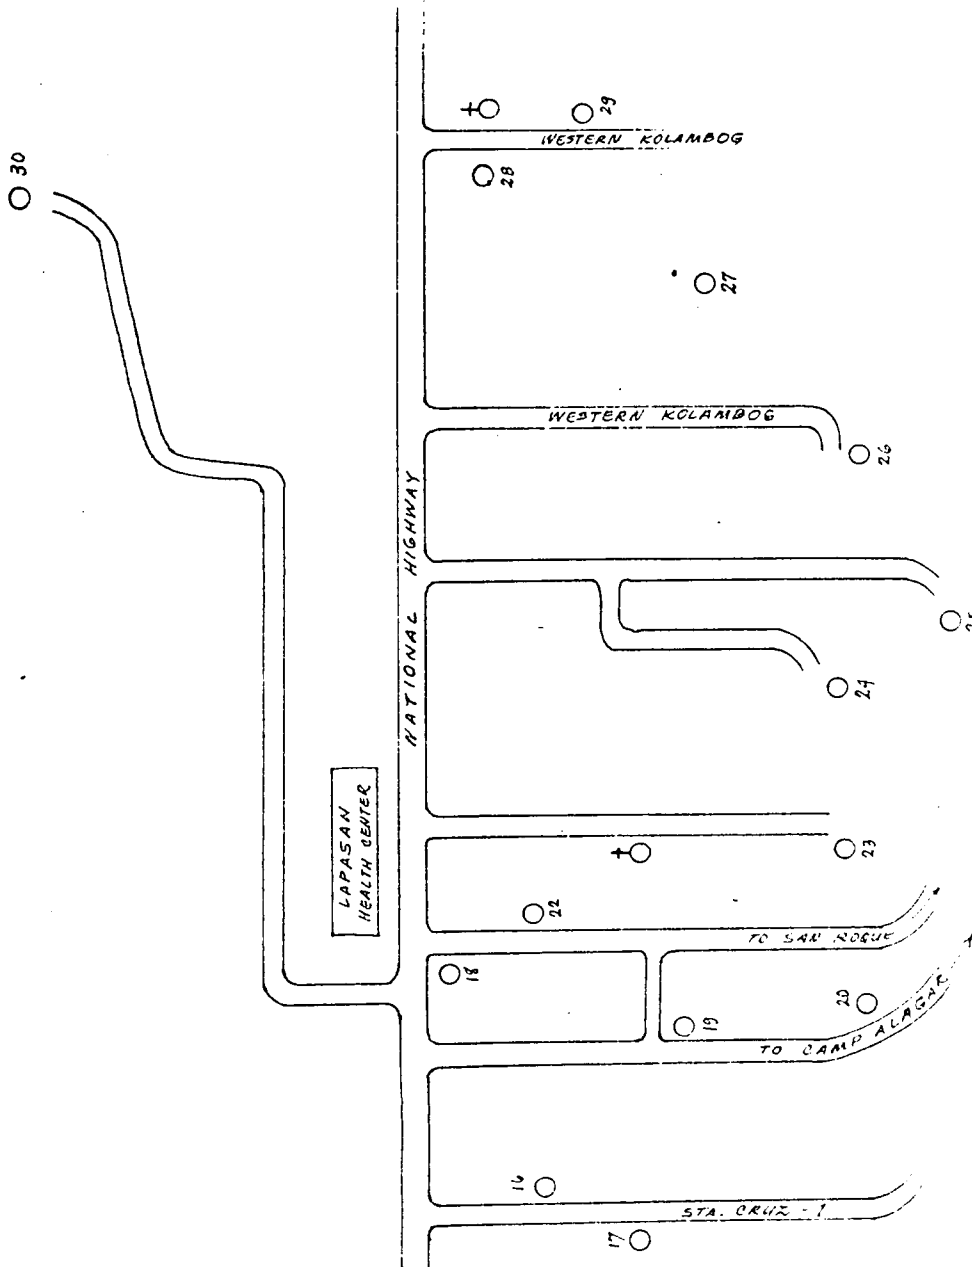 30
29
WESTERN KOLAMBOG
28
27
WESTERN KOLAMBOG
26
NATIONAL HIGHWAY
24
LAPASAN
HEALTH CENTER
23
22
TO SAN ROQUE
18
20
19
TO CAMP ALAGAR
16
STA. CRUZ - 1
17